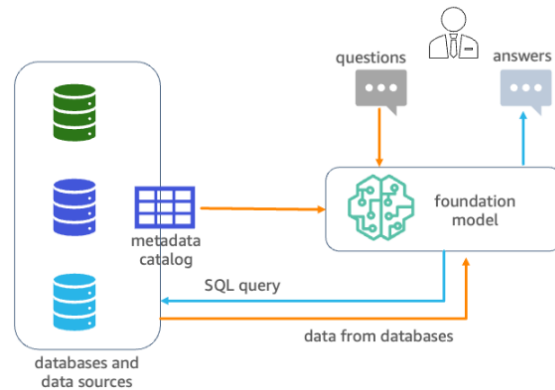 questions
answers
foundation
model
metadata
catalog
SQL query
data from databases
databases and
data sources